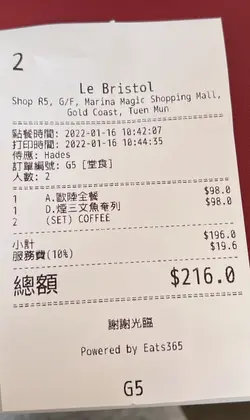 2
Le Bristol
Shop R5, G/F, Marina Magic Shopping Mall,
Gold Coast, Tuen Mun
點餐時間: 2022-01-16 10:42:07
打印時間: 2022-01-16 10:44:35
侍應: Hades
訂單編號: G5 [堂食]
人數: 2
1 A.歐陸全餐 $98.0
1 D.煙三文魚奄列 $98.0
2 (SET) COFFEE
小計 $196.0
服務費(10%) $19.6
總額 $216.0
謝謝光臨
Powered by Eats365
G5